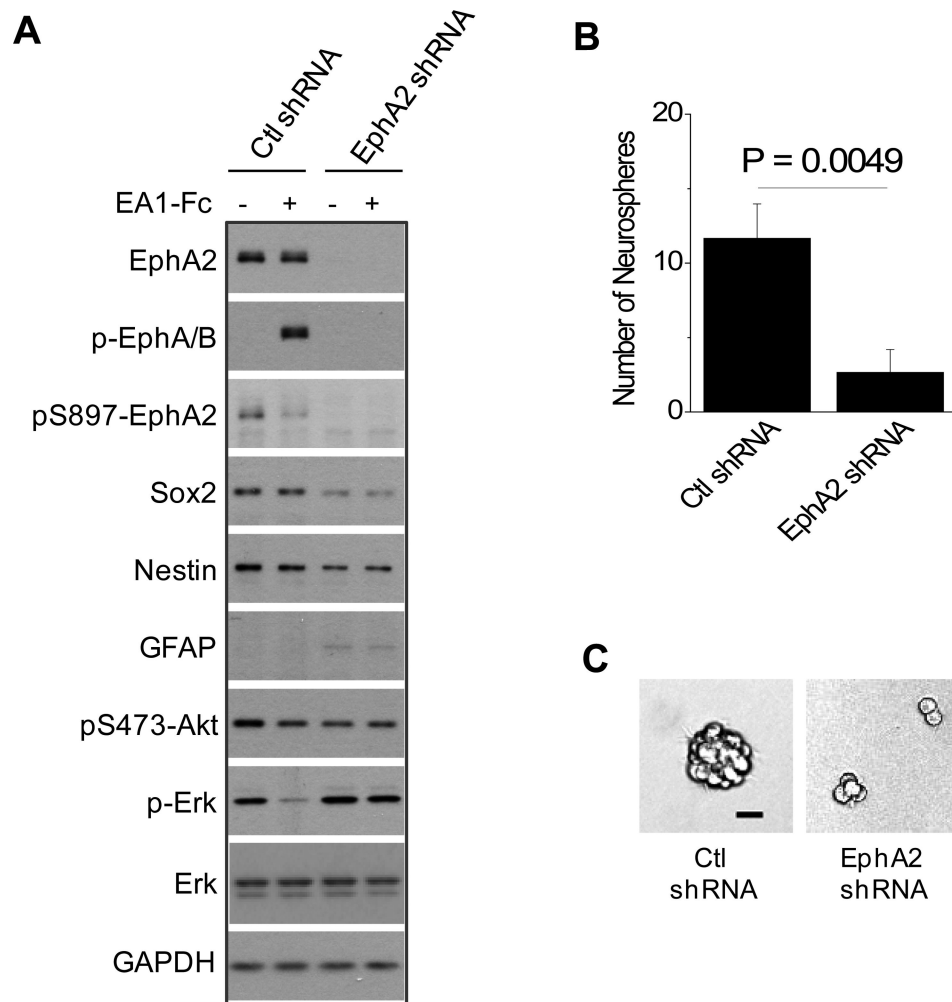 A
Ctl shRNA
EphA2 shRNA
EA1-Fc - + - +
EphA2
p-EphA/B
pS897-EphA2
Sox2
Nestin
GFAP
pS473-Akt
p-Erk
Erk
GAPDH
B
20
P = 0.0049
10
0
Number of Neurospheres
Ctl shRNA
EphA2 shRNA
C
Ctl
shRNA
EphA2
shRNA